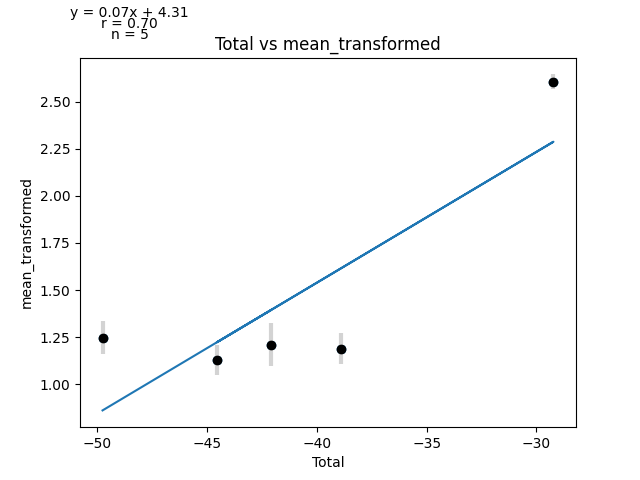 y = 0.07x + 4.31
r = 0.70
n = 5
Total vs mean_transformed
2.50
2.25
2.00
1.75
1.50
1.25
1.00
mean_transformed
−50
−45
−40
−35
−30
Total